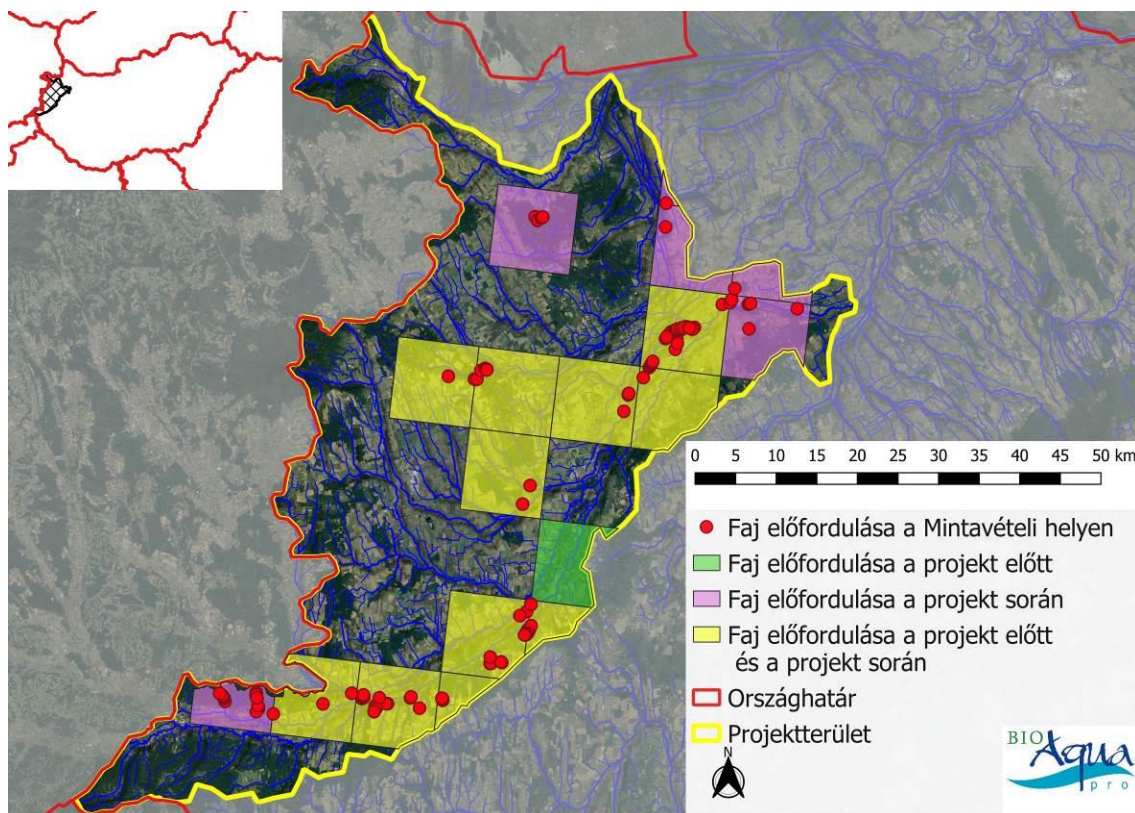 0 5 10 15 20 25 30 35 40 45 50 km
Faj előfordulása a Mintavételi helyen
Faj előfordulása a projekt előtt
Faj előfordulása a projekt során
Faj előfordulása a projekt előtt
és a projekt során
Országhatár
Projektterület
N
BIO
Aqua
pro